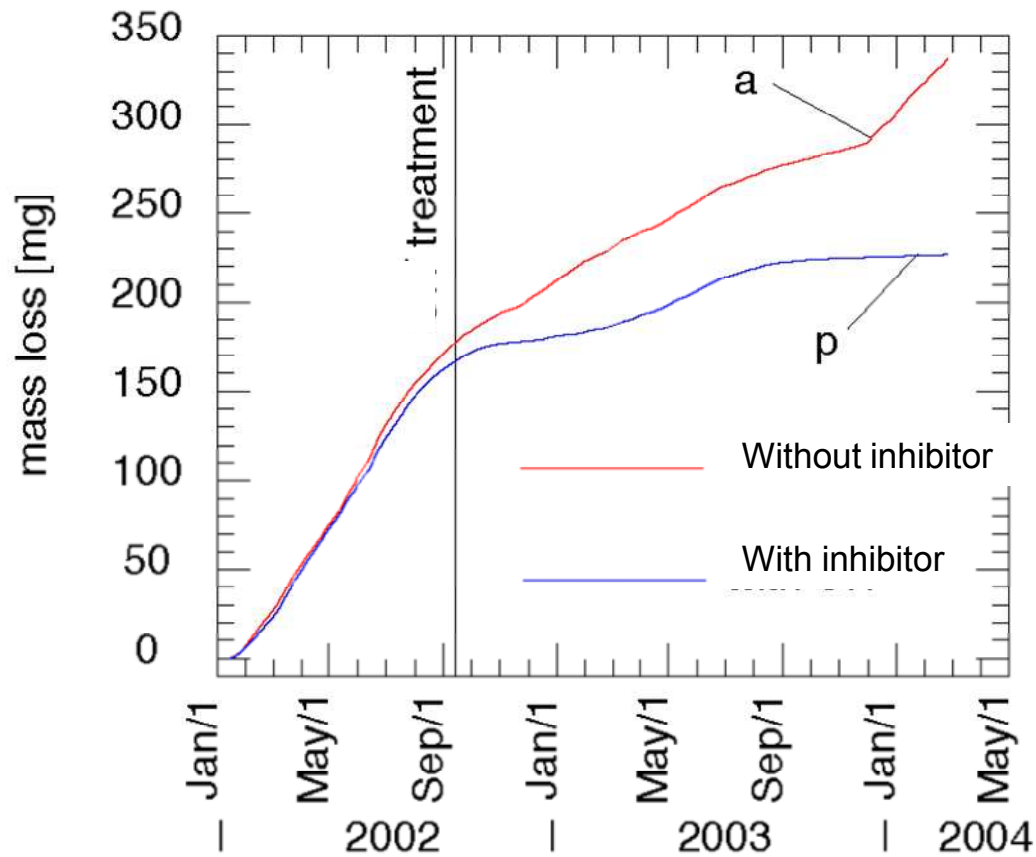 350
300
250
200
150
100
50
0
mass loss [mg]
treatment
a
p
Without inhibitor
With inhibitor
Jan/1
May/1
Sep/1
Jan/1
May/1
Sep/1
Jan/1
May/1
| 2002 | 2003 | 2004